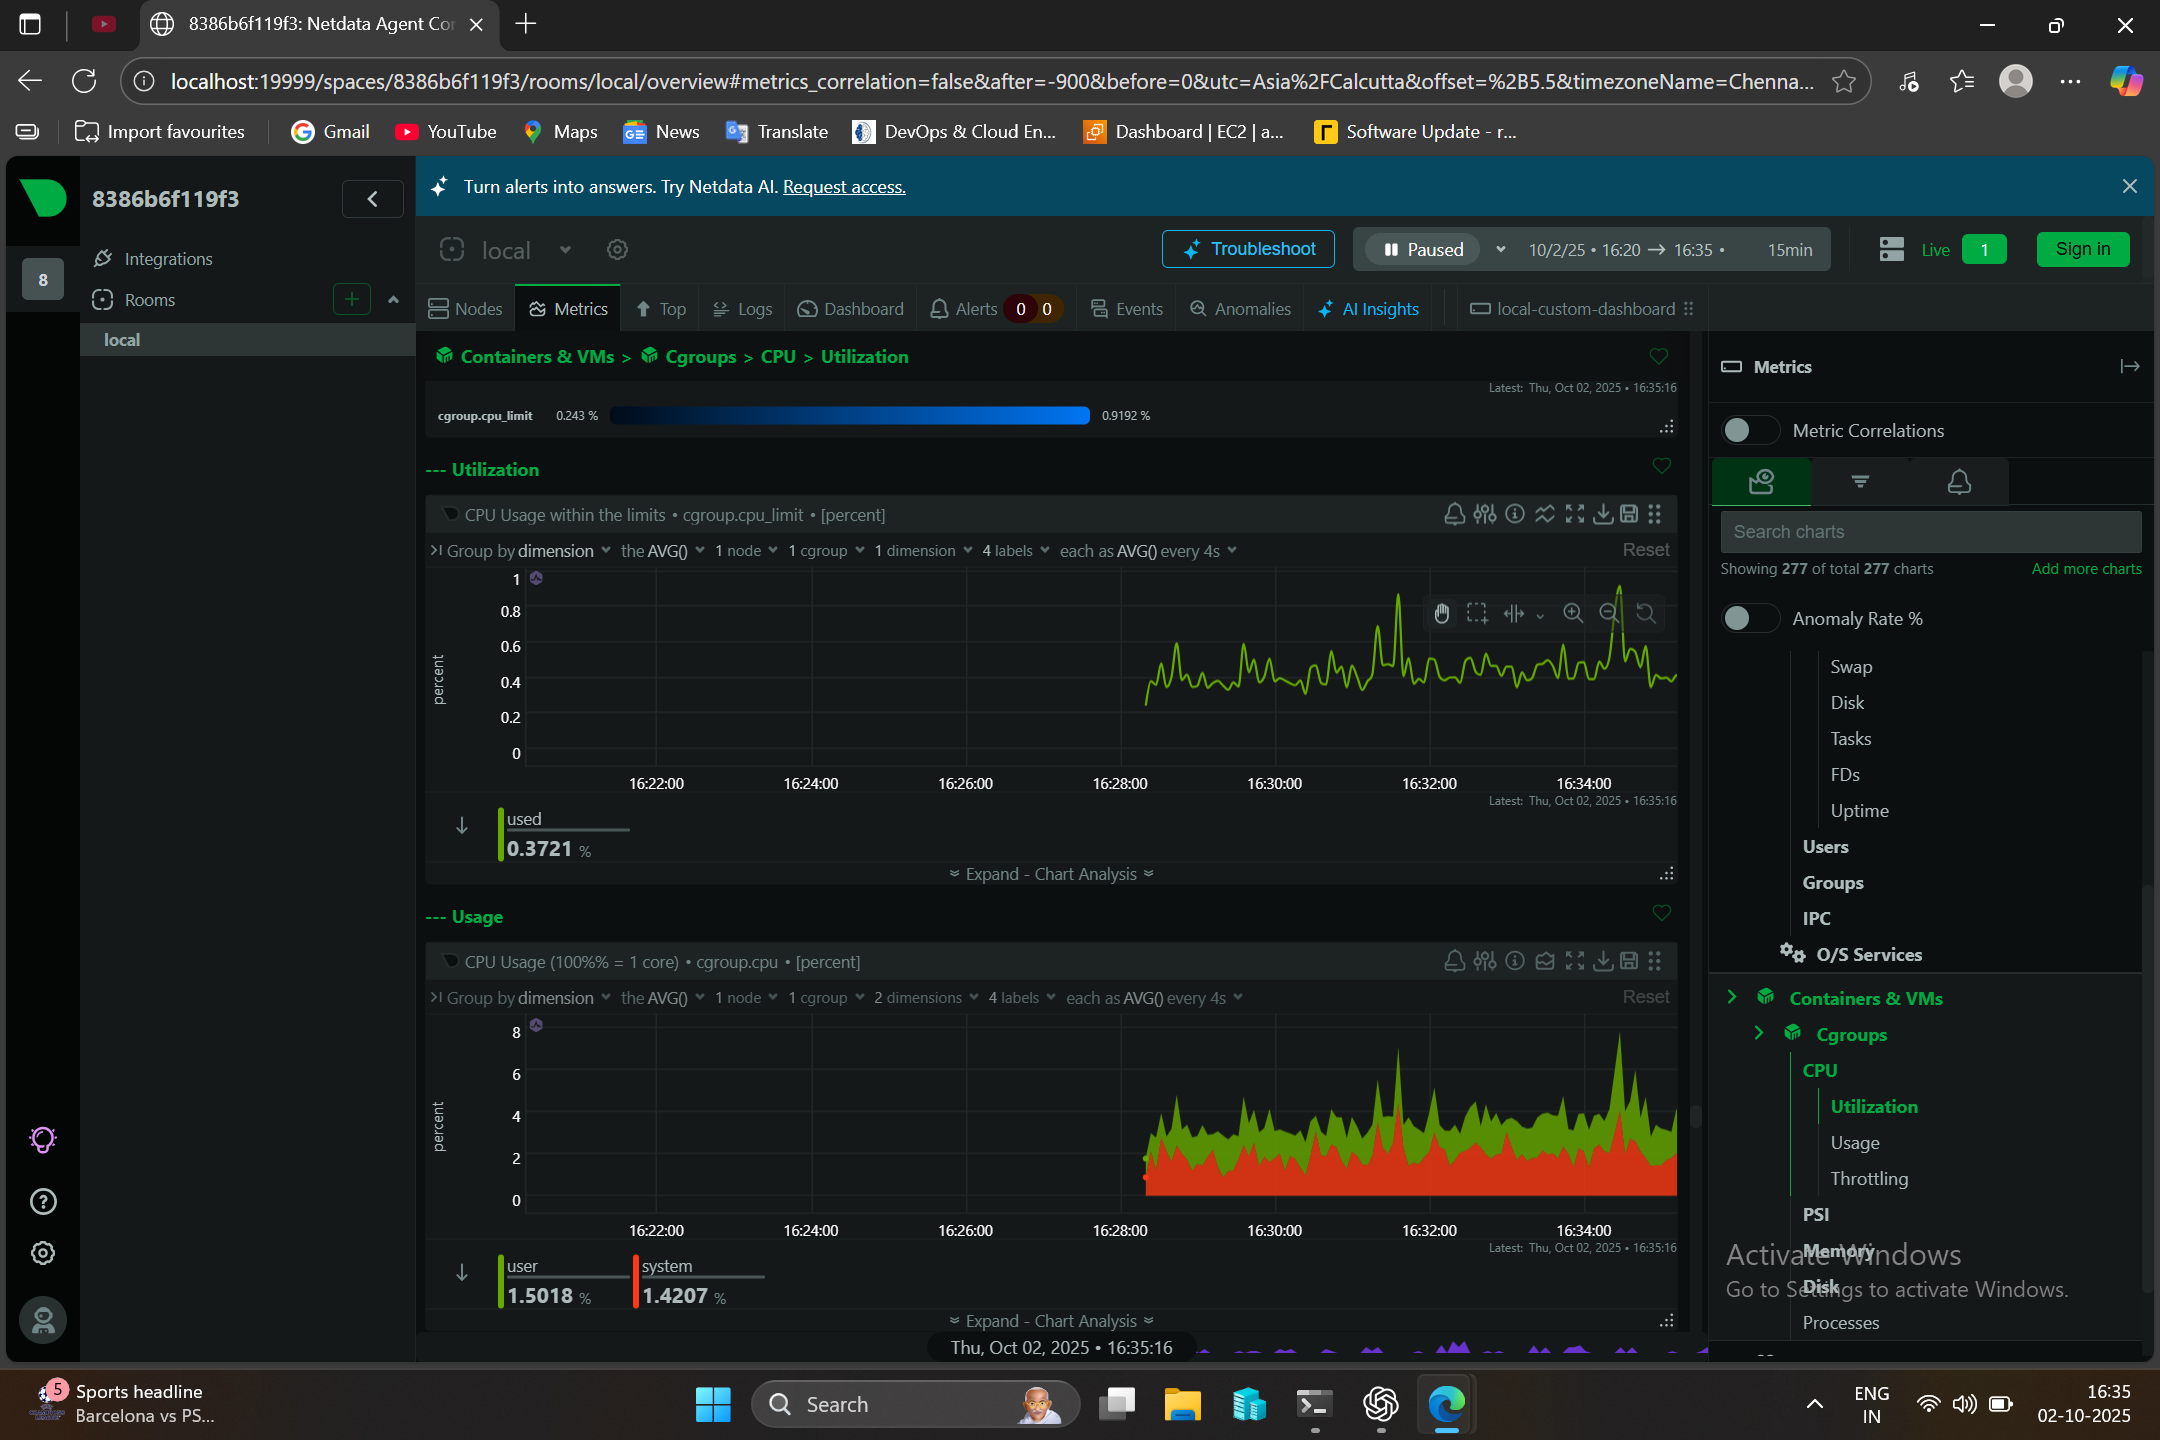 8386b6f119f3: Netdata Agent Co
localhost:19999/spaces/8386b6f119f3/rooms/local/overview#metrics_correlation=false&after=-900&before=0&utc=Asia%2FCalcutta&offset=%2B5.5&timezoneName=Chenna...
Import favourites
Gmail
YouTube
Maps
News
Translate
DevOps & Cloud En...
Dashboard | EC2 | a...
Software Update - r...
8386b6f119f3
8
Integrations
Rooms
local
Turn alerts into answers. Try Netdata AI. Request access.
local
Troubleshoot
Paused
10/2/25 • 16:20 → 16:35 •
15min
Live
1
Sign in
Nodes
Metrics
Top
Logs
Dashboard
Alerts
0
0
Events
Anomalies
AI Insights
local-custom-dashboard
Containers & VMs > Cgroups > CPU > Utilization
Latest: Thu, Oct 02, 2025 • 16:35:16
cgroup.cpu_limit 0.243 % 0.9192 %
--- Utilization
CPU Usage within the limits • cgroup.cpu_limit • [percent]
Group by dimension the AVG() 1 node 1 cgroup 1 dimension 4 labels each as AVG() every 4s
Reset
percent
1
0.8
0.6
0.4
0.2
0
16:22:00 16:24:00 16:26:00 16:28:00 16:30:00 16:32:00 16:34:00
Latest: Thu, Oct 02, 2025 • 16:35:16
used
0.3721 %
Expand - Chart Analysis
--- Usage
CPU Usage (100%% = 1 core) • cgroup.cpu • [percent]
Group by dimension the AVG() 1 node 1 cgroup 2 dimensions 4 labels each as AVG() every 4s
Reset
percent
8
6
4
2
0
16:22:00 16:24:00 16:26:00 16:28:00 16:30:00 16:32:00 16:34:00
Latest: Thu, Oct 02, 2025 • 16:35:16
user
1.5018 %
system
1.4207 %
Expand - Chart Analysis
Thu, Oct 02, 2025 • 16:35:16
Metrics
Metric Correlations
Search charts
Showing 277 of total 277 charts
Add more charts
Anomaly Rate %
Swap
Disk
Tasks
FDs
Uptime
Users
Groups
IPC
O/S Services
Containers & VMs
Cgroups
CPU
Utilization
Usage
Throttling
PSI
Memory
Disk
Processes
Activate Windows
Go to Settings to activate Windows.
5
Sports headline
Barcelona vs PS...
Search
ENG
IN
16:35
02-10-2025